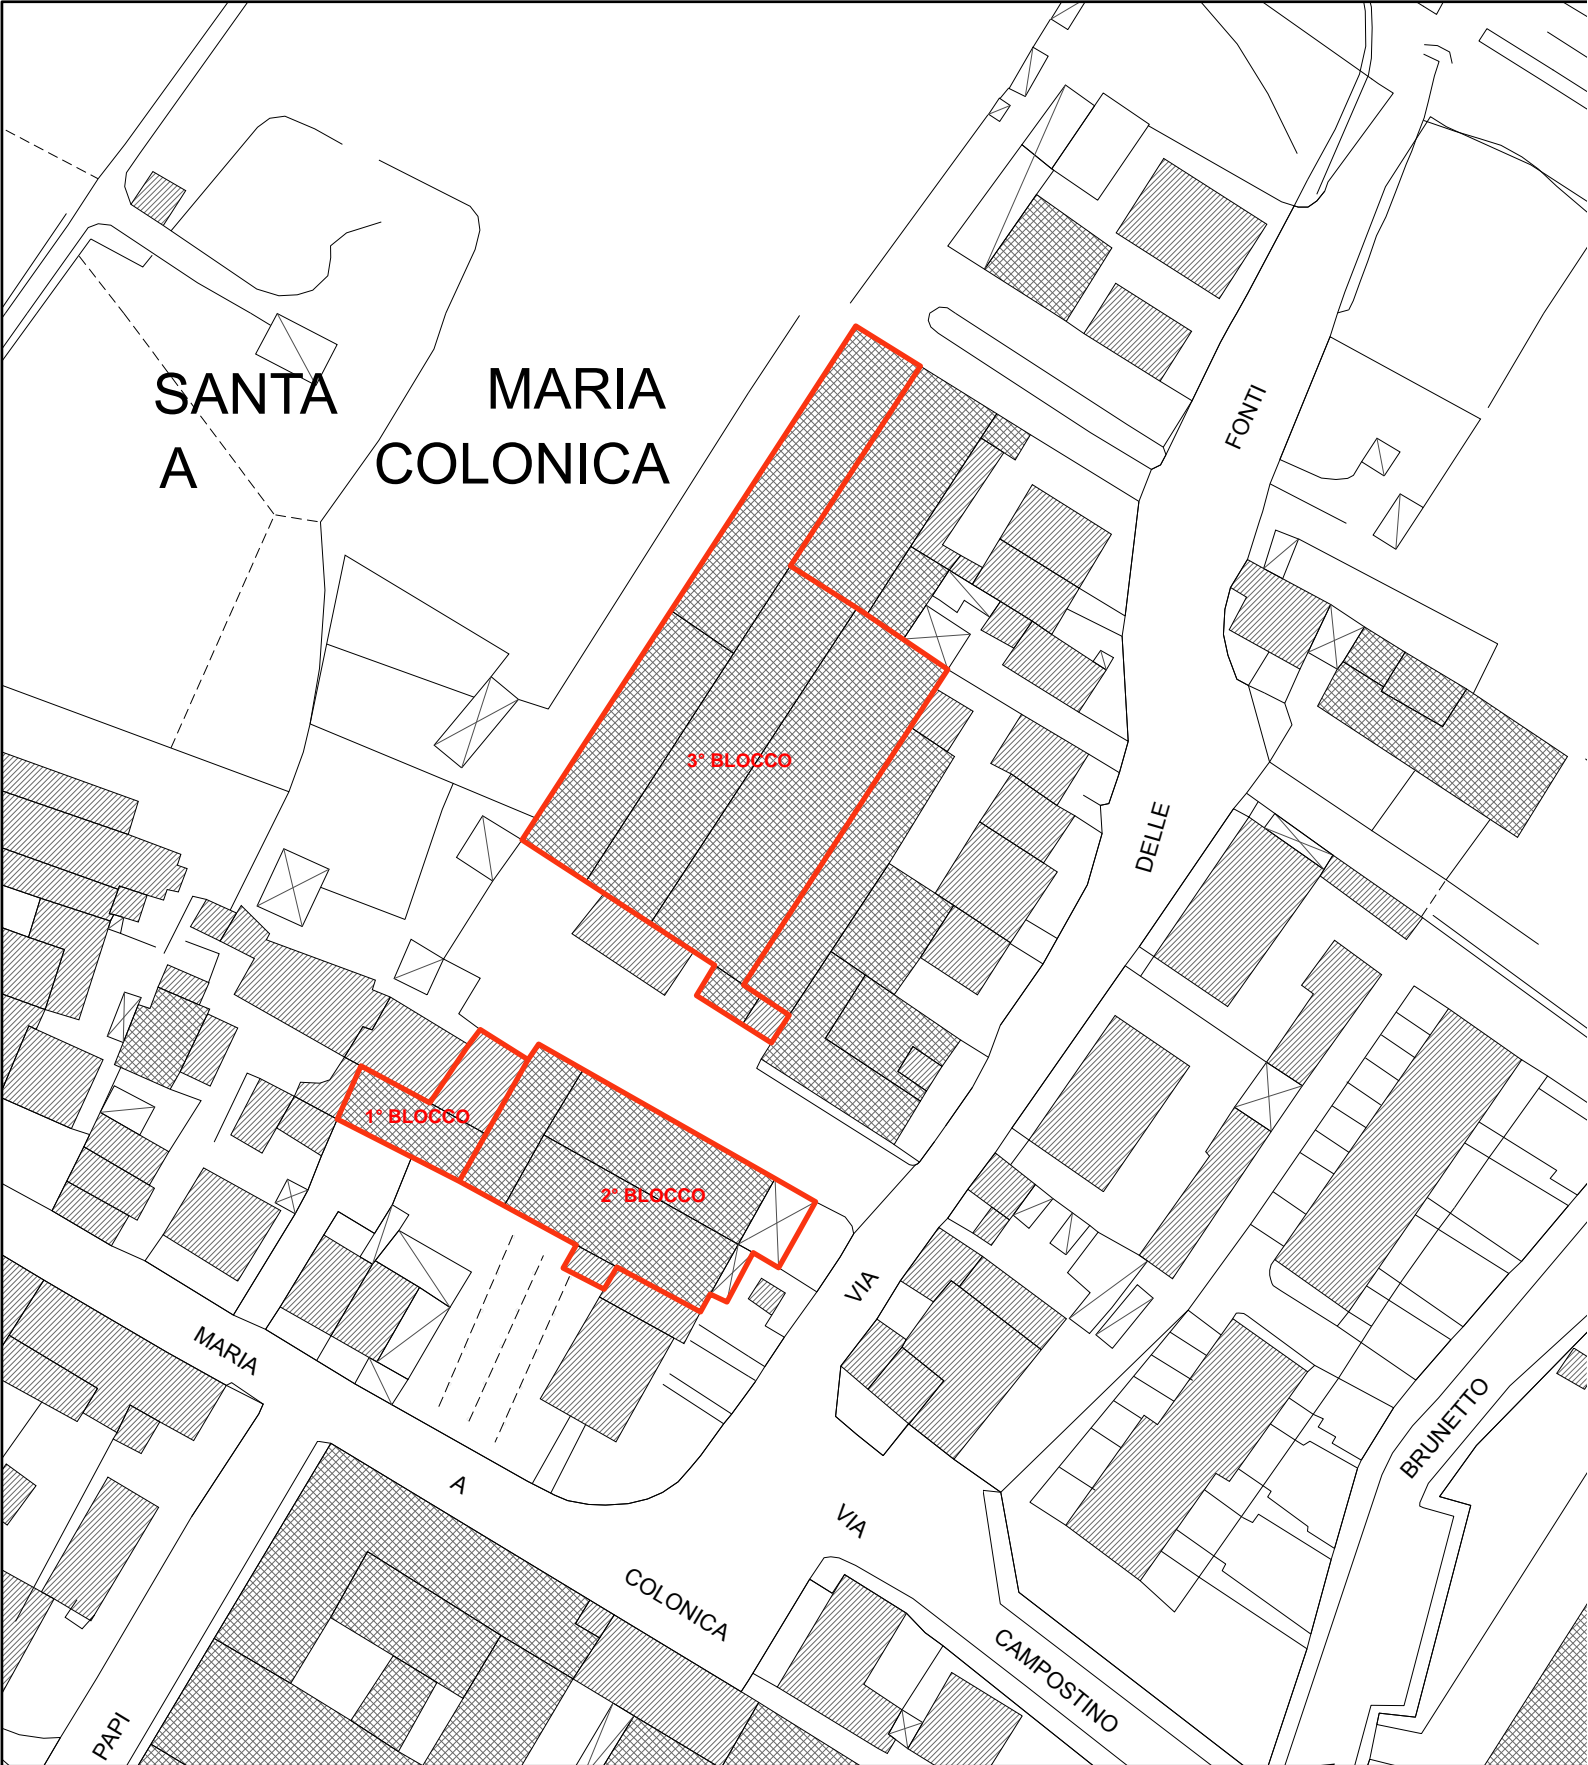 SANTA MARIA
A COLONICA
FONTI
3° BLOCCO
DELLE
1° BLOCCO
2° BLOCCO
VIA
MARIA
BRUNETTO
A
VIA
COLONICA
CAMPOSTINO
PAPI